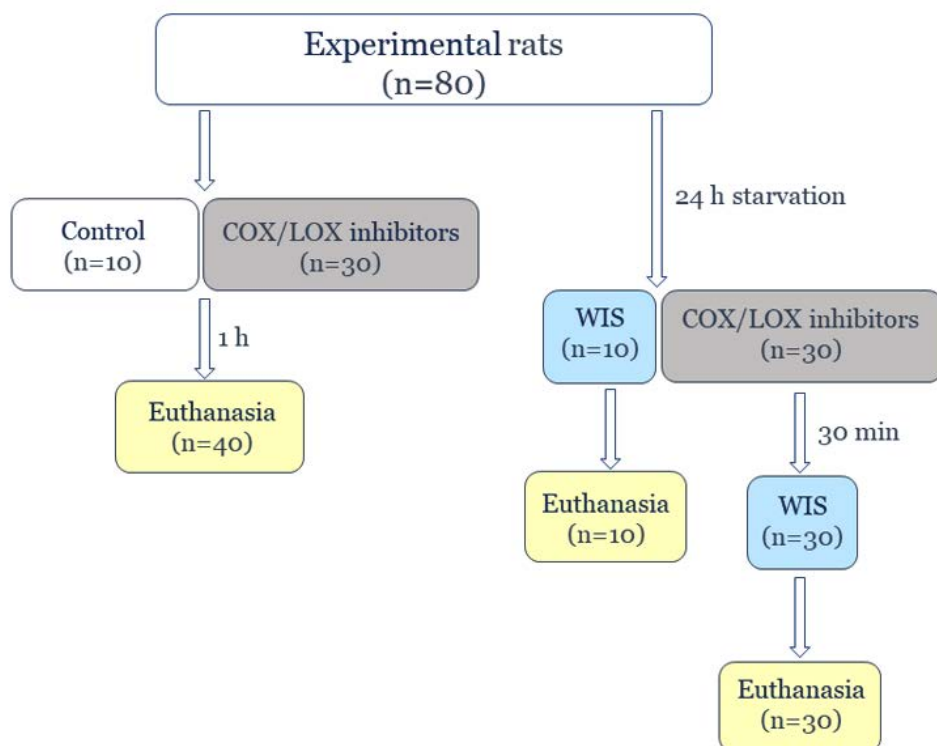 Experimental rats
(n=80)
24 h starvation
Control
(n=10)
COX/LOX inhibitors
(n=30)
1 h
Euthanasia
(n=40)
WIS
(n=10)
COX/LOX inhibitors
(n=30)
30 min
Euthanasia
(n=10)
WIS
(n=30)
Euthanasia
(n=30)